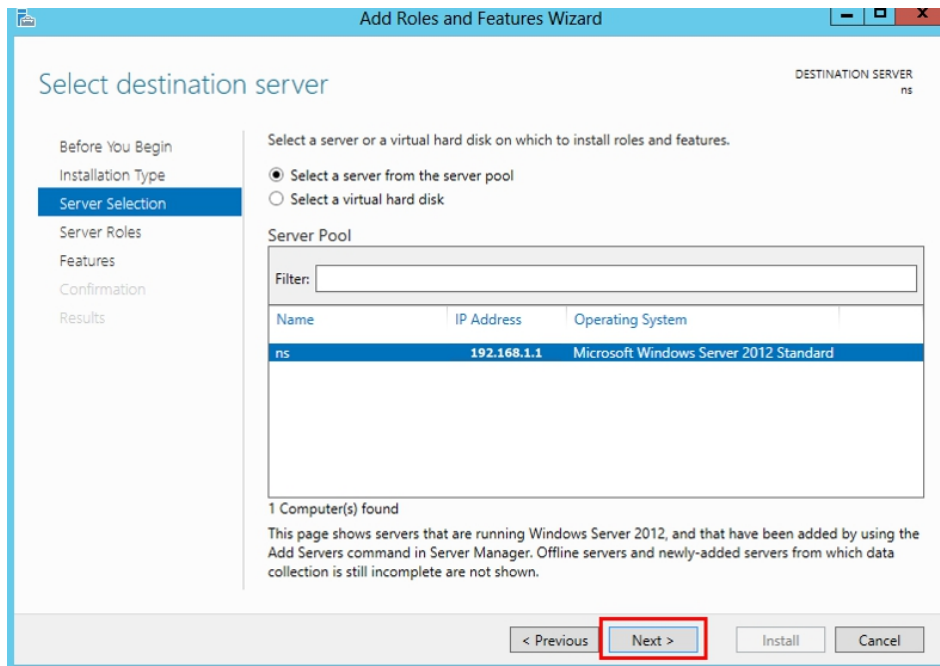 Add Roles and Features Wizard
Select destination server
DESTINATION SERVER
ns
Before You Begin
Installation Type
Server Selection
Server Roles
Features
Confirmation
Results
Select a server or a virtual hard disk on which to install roles and features.
Select a server from the server pool
Select a virtual hard disk
Server Pool
Filter:
Name IP Address Operating System
ns 192.168.1.1 Microsoft Windows Server 2012 Standard
1 Computer(s) found
This page shows servers that are running Windows Server 2012, and that have been added by using the
Add Servers command in Server Manager. Offline servers and newly-added servers from which data
collection is still incomplete are not shown.
< Previous Next > Install Cancel